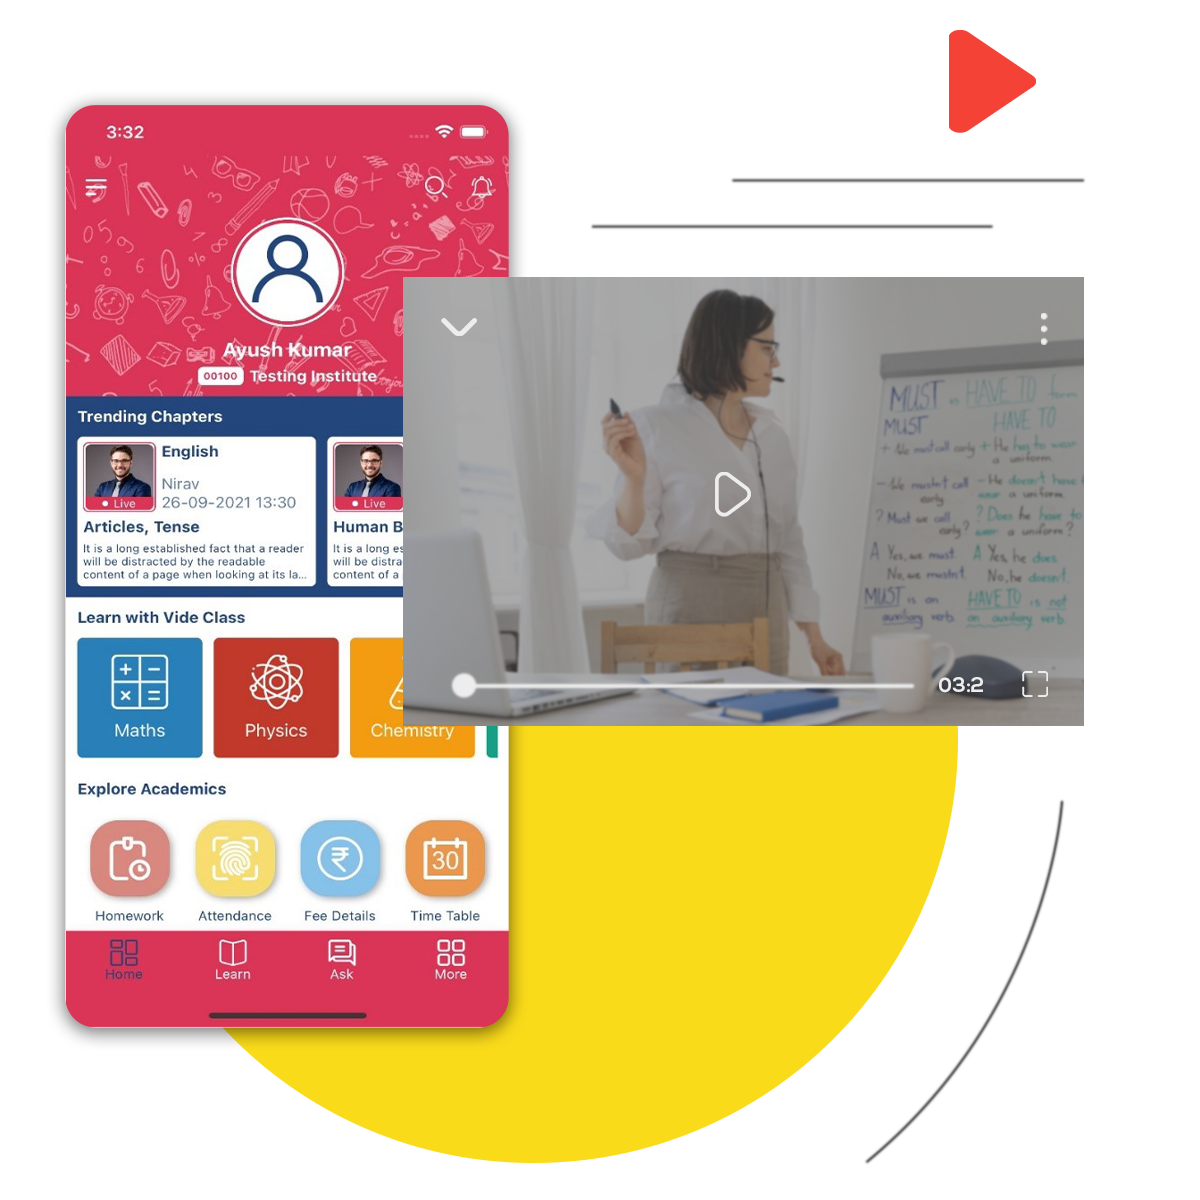 3:32
Ayush Kumar
00100 Testing Institute
Trending Chapters
English
Nirav
26-09-2021 13:30
Live
Articles, Tense
It is a long established fact that a reader
will be distracted by the readable
content of a page when looking at its la...
Live
Human B
It is a long es
will be distra
content of a
Learn with Vide Class
Maths
Physics
Chemistry
Explore Academics
30
Homework
Attendance
Fee Details
Time Table
Home
Learn
Ask
More
MUST HAVE TO
MUST HAVE TO
We must call early + He has to wear
a uniform.
- We mustn't call - He doesn't have to
early. wear a uniform.
? Must we call ? Does he have to
early? wear a uniform?
A Yes, we must. A Yes, he does
No, we mustn't. No, he doesn't.
MUST is an HAVE TO is not
auxiliary verb. an auxiliary verb.
03:2